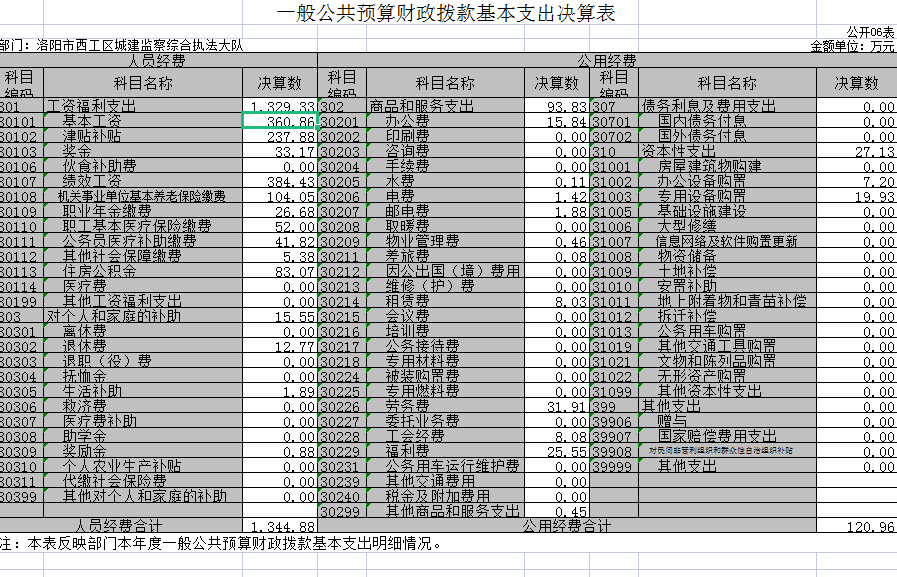 一般公共预算财政拨款基本支出决算表
公开06表
部门：洛阳市西工区城建监察综合执法大队 金额单位：万元
人员经费 公用经费
科目编码 科目名称 决算数 科目编码 科目名称 决算数 科目编码 科目名称 决算数
301 工资福利支出 1,329.33 302 商品和服务支出 93.83 307 债务利息及费用支出 0.00
30101 基本工资 360.86 30201 办公费 15.84 30701 国内债务付息 0.00
30102 津贴补贴 237.88 30202 印刷费 0.00 30702 国外债务付息 0.00
30103 奖金 33.17 30203 咨询费 0.00 310 资本性支出 27.13
30106 伙食补助费 0.00 30204 手续费 0.00 31001 房屋建筑物购建 0.00
30107 绩效工资 384.43 30205 水费 0.11 31002 办公设备购置 7.20
30108 机关事业单位基本养老保险缴费 104.05 30206 电费 1.42 31003 专用设备购置 19.93
30109 职业年金缴费 26.68 30207 邮电费 1.88 31005 基础设施建设 0.00
30110 职工基本医疗保险缴费 52.00 30208 取暖费 0.00 31006 大型修缮 0.00
30111 公务员医疗补助缴费 41.82 30209 物业管理费 0.46 31007 信息网络及软件购置更新 0.00
30112 其他社会保障缴费 5.38 30211 差旅费 0.08 31008 物资储备 0.00
30113 住房公积金 83.07 30212 因公出国（境）费用 0.00 31009 土地补偿 0.00
30114 医疗费 0.00 30213 维修（护）费 0.00 31010 安置补助 0.00
30199 其他工资福利支出 0.00 30214 租赁费 8.03 31011 地上附着物和青苗补偿 0.00
303 对个人和家庭的补助 15.55 30215 会议费 0.00 31012 拆迁补偿 0.00
30301 离休费 0.00 30216 培训费 0.00 31013 公务用车购置 0.00
30302 退休费 12.77 30217 公务接待费 0.00 31019 其他交通工具购置 0.00
30303 退职（役）费 0.00 30218 专用材料费 0.00 31021 文物和陈列品购置 0.00
30304 抚恤金 0.00 30224 被装购置费 0.00 31022 无形资产购置 0.00
30305 生活补助 1.89 30225 专用燃料费 0.00 31099 其他资本性支出 0.00
30306 救济费 0.00 30226 劳务费 31.91 399 其他支出 0.00
30307 医疗费补助 0.00 30227 委托业务费 0.00 39906 赠与 0.00
30308 助学金 0.00 30228 工会经费 8.08 39907 国家赔偿费用支出 0.00
30309 奖励金 0.88 30229 福利费 25.55 39908 对民间非营利组织和群众性自治组织补贴 0.00
30310 个人农业生产补贴 0.00 30231 公务用车运行维护费 0.00 39999 其他支出 0.00
30311 代缴社会保险费 0.00 30239 其他交通费用 0.00
30399 其他对个人和家庭的补助 0.00 30240 税金及附加费用 0.00
30299 其他商品和服务支出 0.45
人员经费合计 1,344.88 公用经费合计 120.96
注：本表反映部门本年度一般公共预算财政拨款基本支出明细情况。